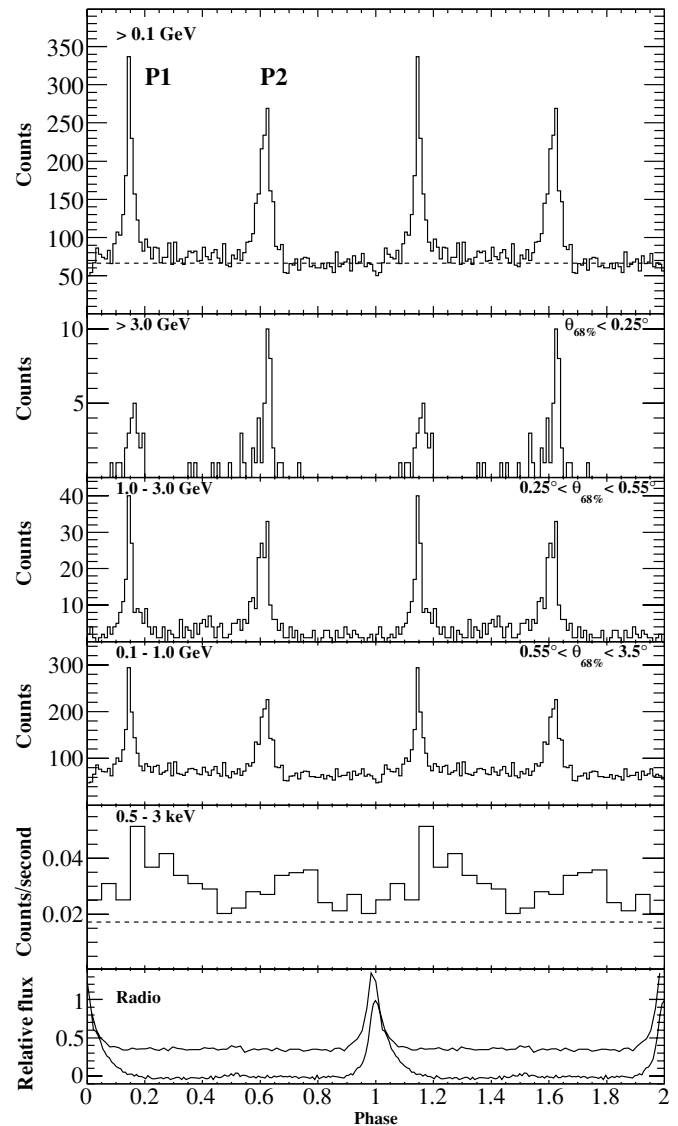 > 0.1 GeV
P1 P2
350
300
250
200
150
100
50
Counts
> 3.0 GeV θ68% < 0.25°
10
5
Counts
1.0 - 3.0 GeV 0.25° < θ68% < 0.55°
40
30
20
10
Counts
0.1 - 1.0 GeV 0.55° < θ68% < 3.5°
300
200
100
Counts
0.5 - 3 keV
0.04
0.02
Counts/second
Radio
1
0.5
0
Relative flux
0 0.2 0.4 0.6 0.8 1 1.2 1.4 1.6 1.8 2
Phase